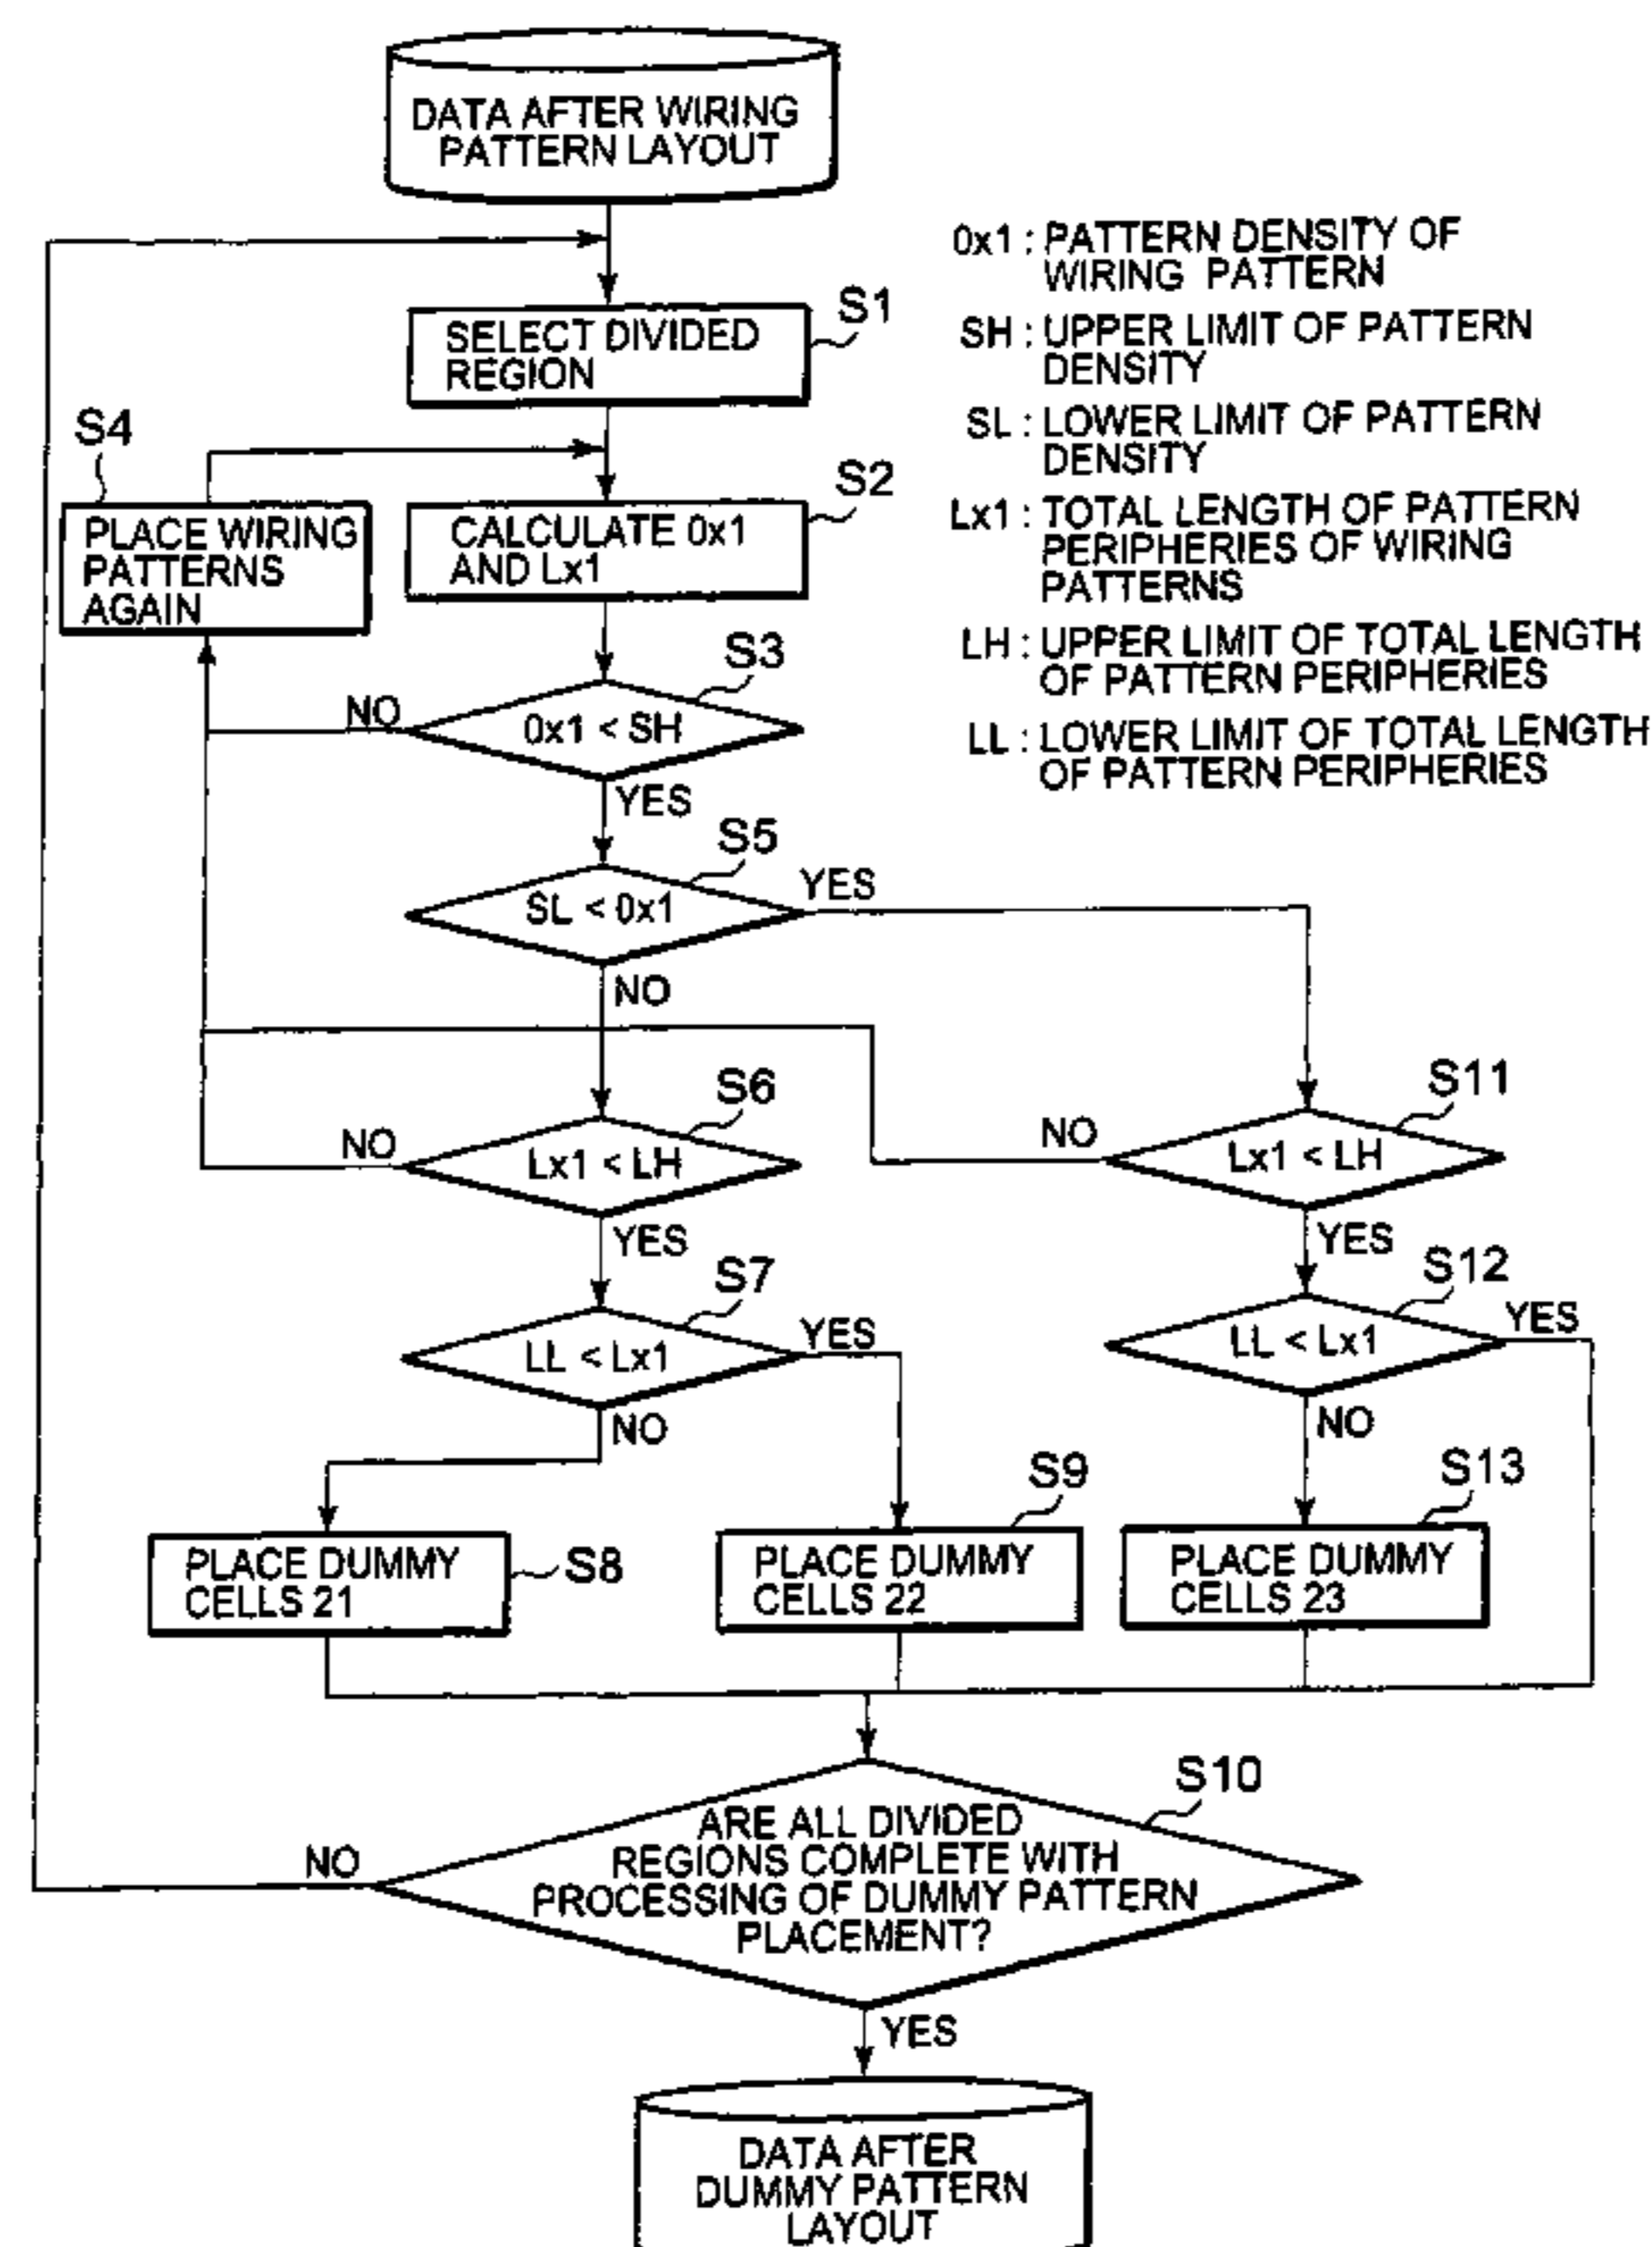 DATA AFTER WIRING
PATTERN LAYOUT
0x1 : PATTERN DENSITY OF
WIRING PATTERN
SH : UPPER LIMIT OF PATTERN
DENSITY
SL : LOWER LIMIT OF PATTERN
DENSITY
Lx1 : TOTAL LENGTH OF PATTERN
PERIPHERIES OF WIRING
PATTERNS
LH : UPPER LIMIT OF TOTAL LENGTH
OF PATTERN PERIPHERIES
LL : LOWER LIMIT OF TOTAL LENGTH
OF PATTERN PERIPHERIES
S1
SELECT DIVIDED
REGION
S4
PLACE WIRING
PATTERNS
AGAIN
S2
CALCULATE 0x1
AND Lx1
S3
NO
0x1 < SH
YES
S5
SL < 0x1
YES
NO
S6
NO
Lx1 < LH
YES
S11
NO
Lx1 < LH
YES
S7
LL < Lx1
YES
NO
S12
LL < Lx1
YES
NO
PLACE DUMMY
CELLS 21
S8
S9
PLACE DUMMY
CELLS 22
S13
PLACE DUMMY
CELLS 23
S10
NO
ARE ALL DIVIDED
REGIONS COMPLETE WITH
PROCESSING OF DUMMY PATTERN
PLACEMENT?
YES
DATA AFTER
DUMMY PATTERN
LAYOUT